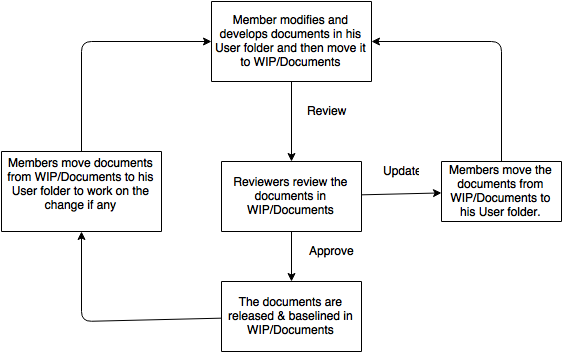 Member modifies and
develops documents in his
User folder and then move it
to WIP/Documents
Review
Members move documents
from WIP/Documents to his
User folder to work on the
change if any
Reviewers review the
documents in
WIP/Documents
Update
Members move the
documents from
WIP/Documents to
his User folder.
Approve
The documents are
released & baselined in
WIP/Documents